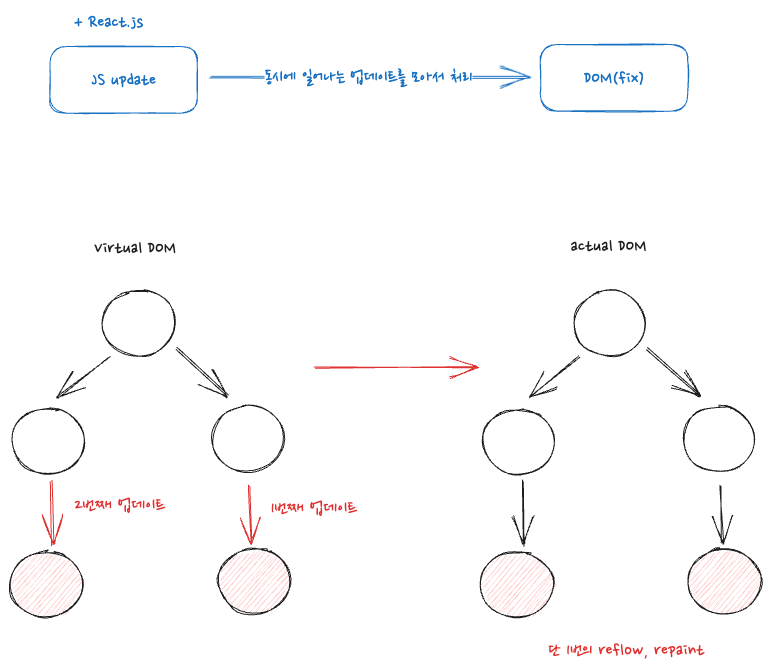 + React.js
JS update
동시에 일어나는 업데이트를 모아서 처리
DOM(fix)
virtual DOM
actual DOM
2번째 업데이트
1번째 업데이트
단 1번의 reflow, repaint